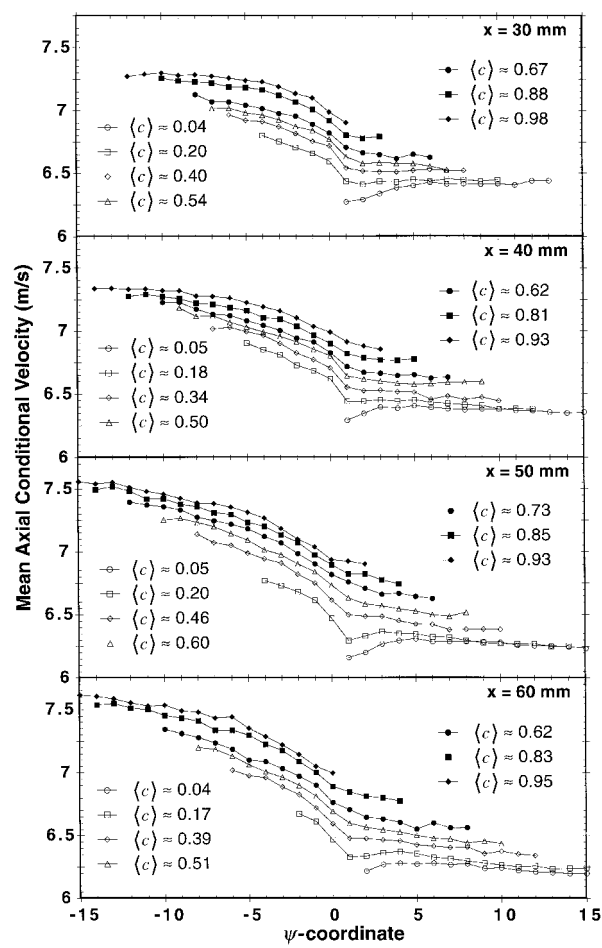 x = 30 mm
⟨c⟩ ≈ 0.67
⟨c⟩ ≈ 0.88
⟨c⟩ ≈ 0.98
⟨c⟩ ≈ 0.04
⟨c⟩ ≈ 0.20
⟨c⟩ ≈ 0.40
⟨c⟩ ≈ 0.54
7.5
7
6.5
6
x = 40 mm
⟨c⟩ ≈ 0.62
⟨c⟩ ≈ 0.81
⟨c⟩ ≈ 0.93
⟨c⟩ ≈ 0.05
⟨c⟩ ≈ 0.18
⟨c⟩ ≈ 0.34
⟨c⟩ ≈ 0.50
7.5
7
6.5
6
Mean Axial Conditional Velocity (m/s)
x = 50 mm
⟨c⟩ ≈ 0.73
⟨c⟩ ≈ 0.85
⟨c⟩ ≈ 0.93
⟨c⟩ ≈ 0.05
⟨c⟩ ≈ 0.20
⟨c⟩ ≈ 0.46
⟨c⟩ ≈ 0.60
7.5
7
6.5
6
x = 60 mm
⟨c⟩ ≈ 0.62
⟨c⟩ ≈ 0.83
⟨c⟩ ≈ 0.95
⟨c⟩ ≈ 0.04
⟨c⟩ ≈ 0.17
⟨c⟩ ≈ 0.39
⟨c⟩ ≈ 0.51
7.5
7
6.5
6
-15 -10 -5 0 5 10 15
ψ-coordinate